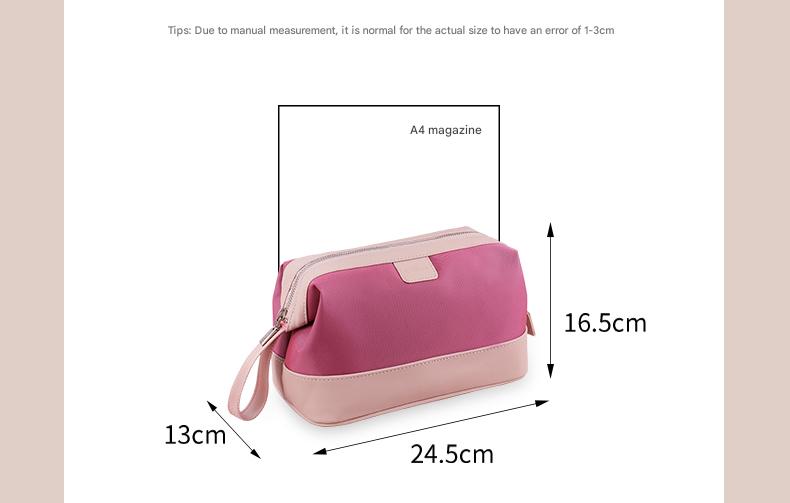 Tips: Due to manual measurement, it is normal for the actual size to have an error of 1-3cm
A4 magazine
16.5cm
13cm
24.5cm